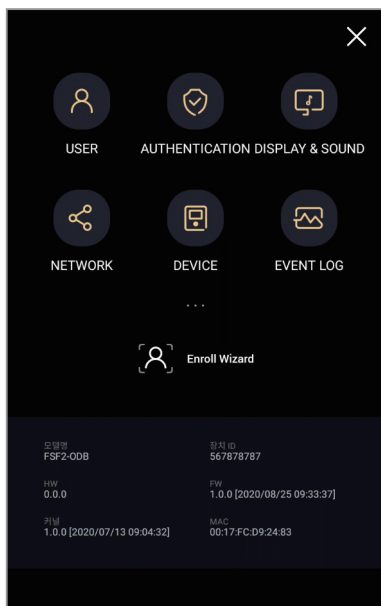 USER
AUTHENTICATION
DISPLAY & SOUND
NETWORK
DEVICE
EVENT LOG
...
Enroll Wizard
모델명
FSF2-ODB
장치 ID
567878787
HW
0.0.0
FW
1.0.0 [2020/08/25 09:33:37]
커널
1.0.0 [2020/07/13 09:04:32]
MAC
00:17:FC:D9:24:83